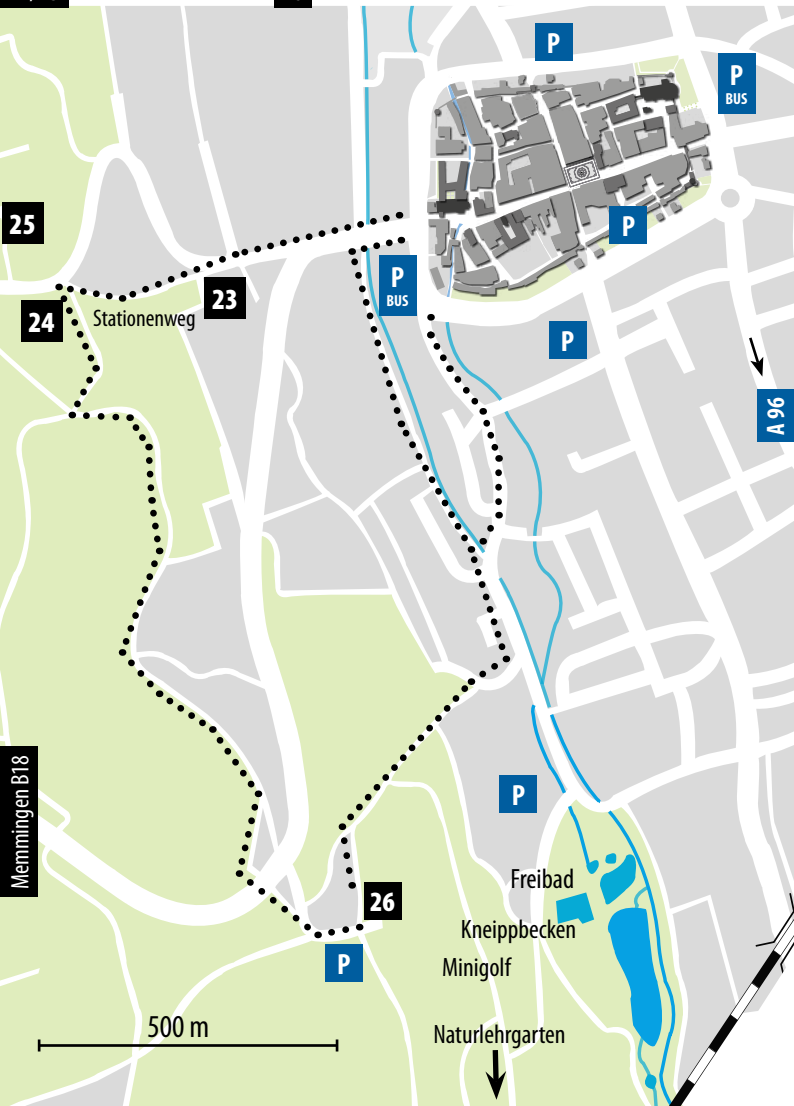 P
P
BUS
25
P
P
BUS
23
24
Stationenweg
P
A 96
Memmingen B18
P
Freibad
26
Kneippbecken
P
Minigolf
500 m
Naturlehrgarten